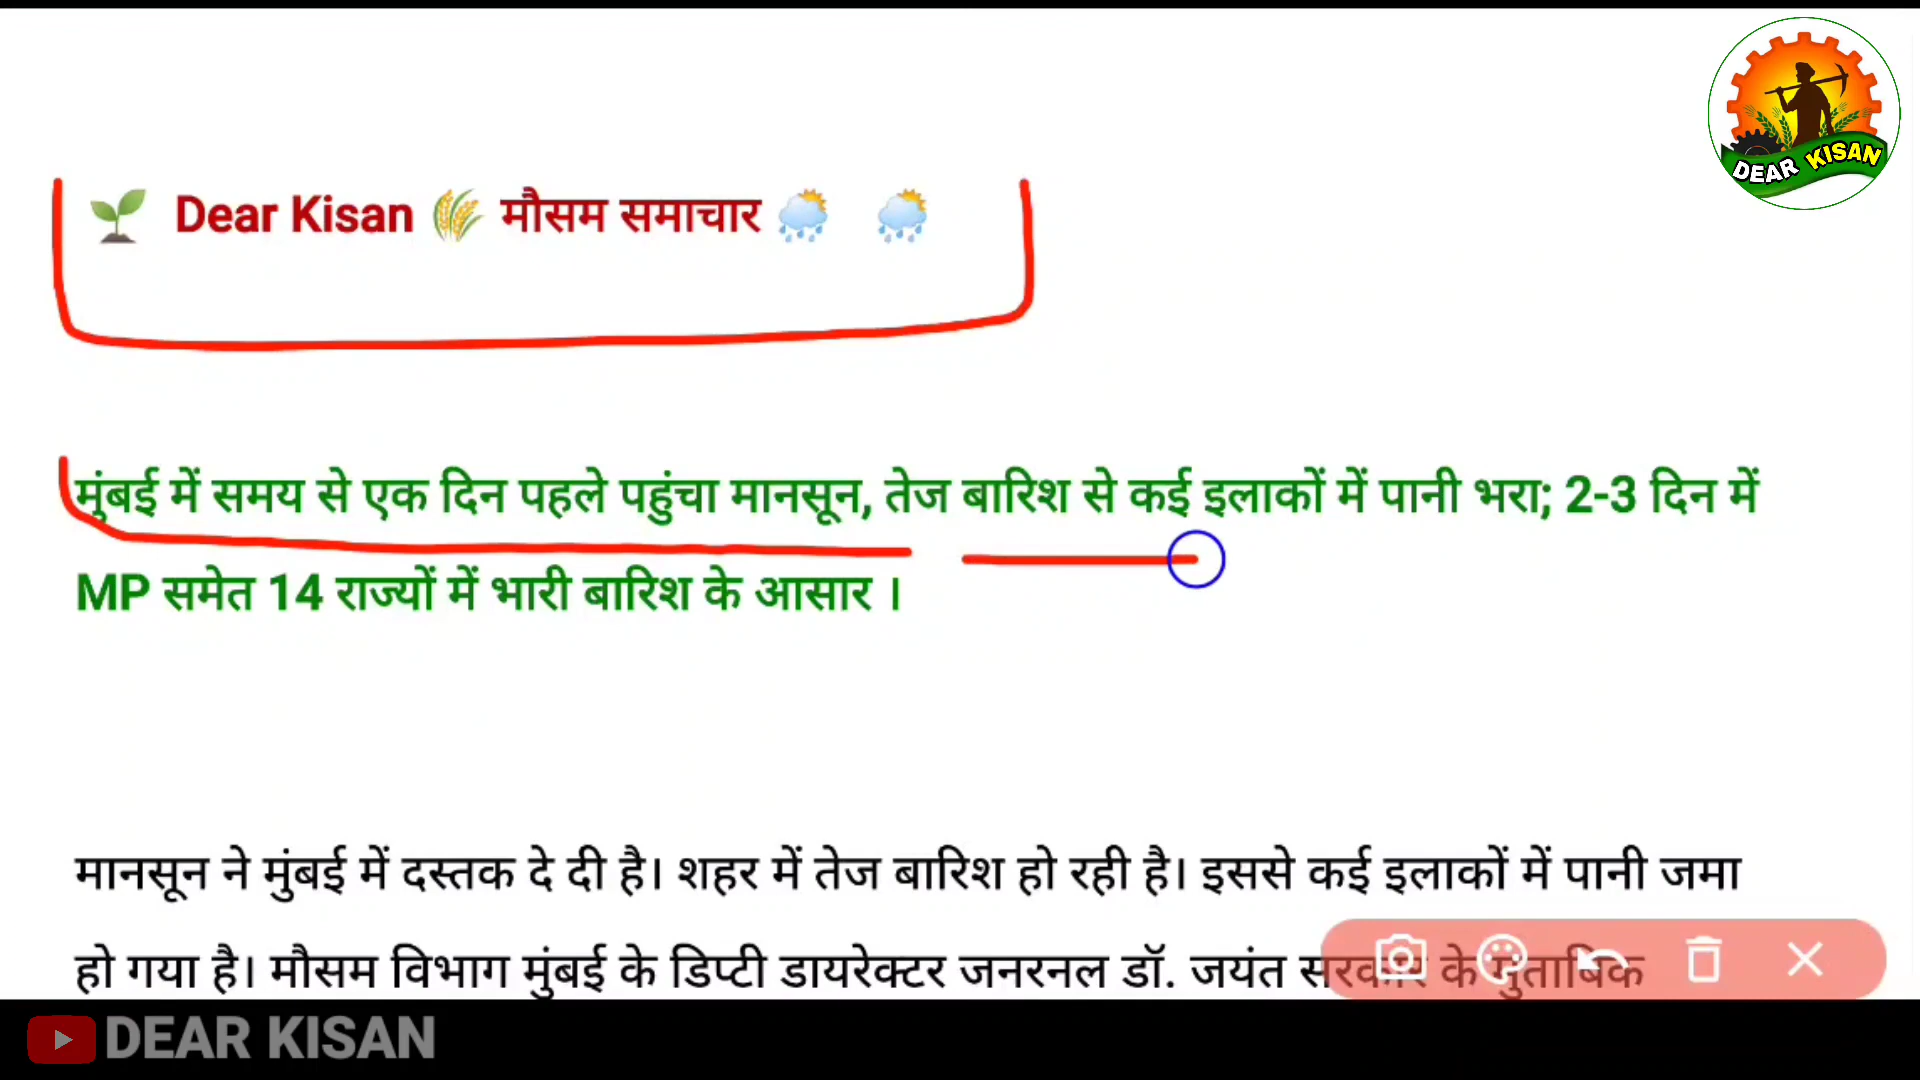 DEAR KISAN
Dear Kisan मौसम समाचार
मुंबई में समय से एक दिन पहले पहुंचा मानसून, तेज बारिश से कई इलाकों में पानी भरा; 2-3 दिन में
MP समेत 14 राज्यों में भारी बारिश के आसार ।
मानसून ने मुंबई में दस्तक दे दी है। शहर में तेज बारिश हो रही है। इससे कई इलाकों में पानी जमा
हो गया है। मौसम विभाग मुंबई के डिप्टी डायरेक्टर जनरनल डॉ. जयंत सरकार के मुताबिक
DEAR KISAN